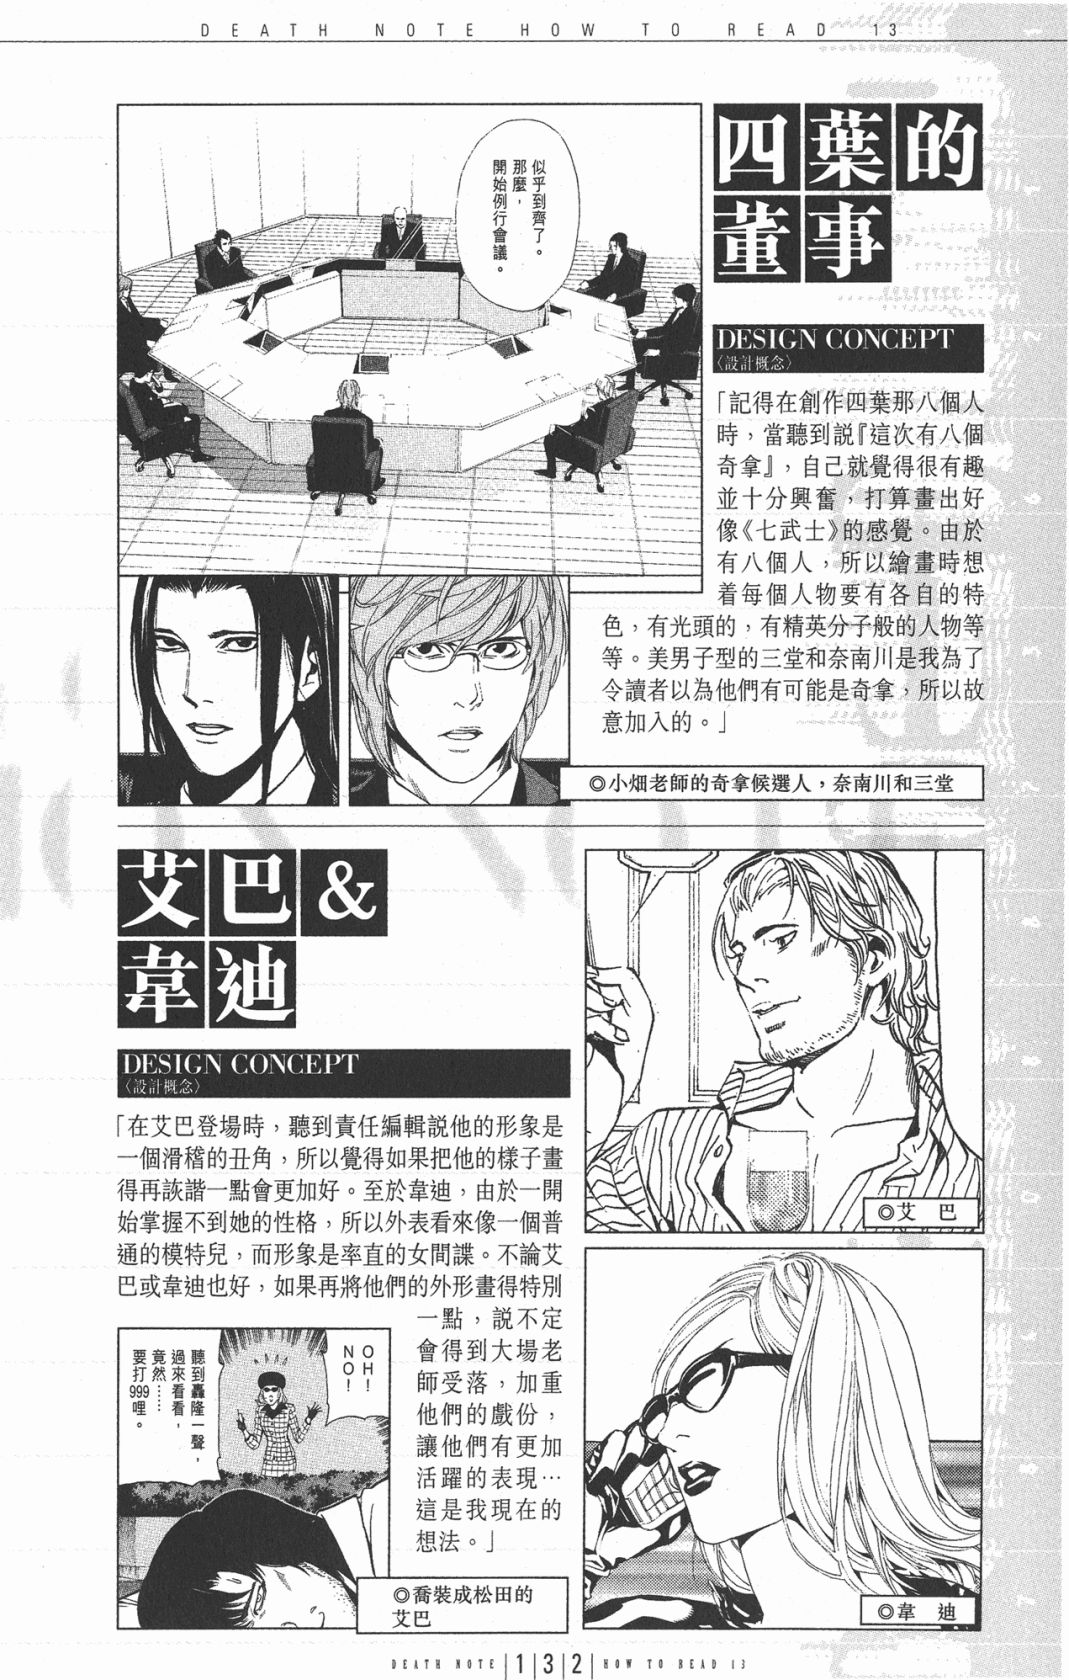 DEATH NOTE HOW TO READ 13
四葉的
董事
似乎到齊了。
那麼，
開始例行會議。
DESIGN CONCEPT
〈設計概念〉
「記得在創作四葉那八個人
時，當聽到説『這次有八個
奇拿』，自己就覺得很有趣
並十分興奮，打算畫出好
像《七武士》的感覺。由於
有八個人，所以繪畫時想
着每個人物要有各自的特
色，有光頭的，有精英分子般的人物等
等。美男子型的三堂和奈南川是我為了
令讀者以為他們有可能是奇拿，所以故
意加入的。」
◎小畑老師的奇拿候選人，奈南川和三堂
艾巴&
韋迪
DESIGN CONCEPT
〈設計概念〉
「在艾巴登場時，聽到責任編輯説他的形象是
一個滑稽的丑角，所以覺得如果把他的樣子畫
得再詼諧一點會更加好。至於韋迪，由於一開
始掌握不到她的性格，所以外表看來像一個普
通的模特兒，而形象是率直的女間諜。不論艾
巴或韋迪也好，如果再將他們的外形畫得特別
一點，説不定
會得到大場老
師受落，加重
他們的戲份，
讓他們有更加
活躍的表現…
這是我現在的
想法。」
OH!
NO!
聽到轟隆一聲，
過來看看，
竟然……
要打999哩。
◎喬裝成松田的
艾巴
◎艾 巴
◎韋 迪
DEATH NOTE |1|3|2| HOW TO READ 13